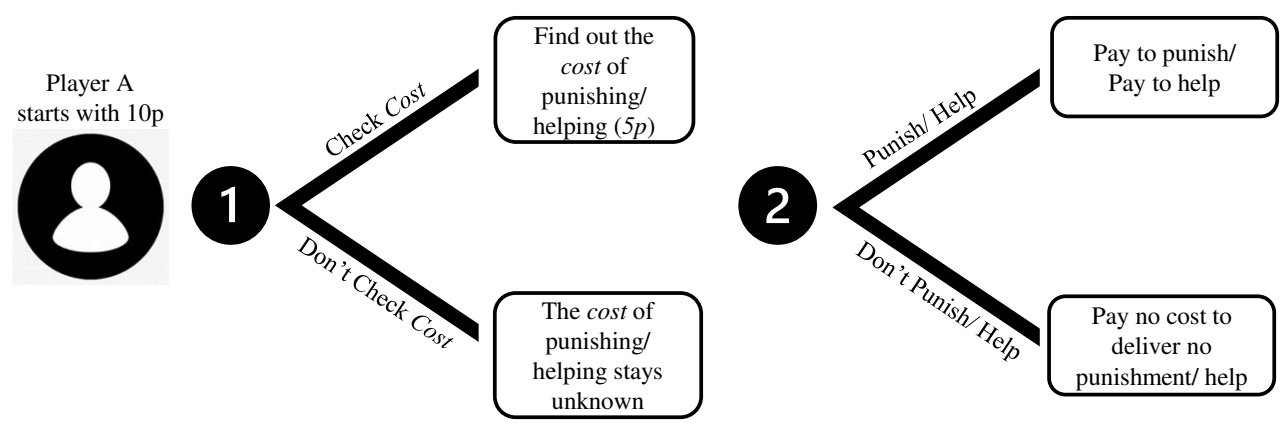 Player A
starts with 10p
1
Check Cost
Find out the
cost of
punishing/
helping (5p)
Don't Check Cost
The cost of
punishing/
helping stays
unknown
2
Punish/ Help
Pay to punish/
Pay to help
Don't Punish/ Help
Pay no cost to
deliver no
punishment/ help